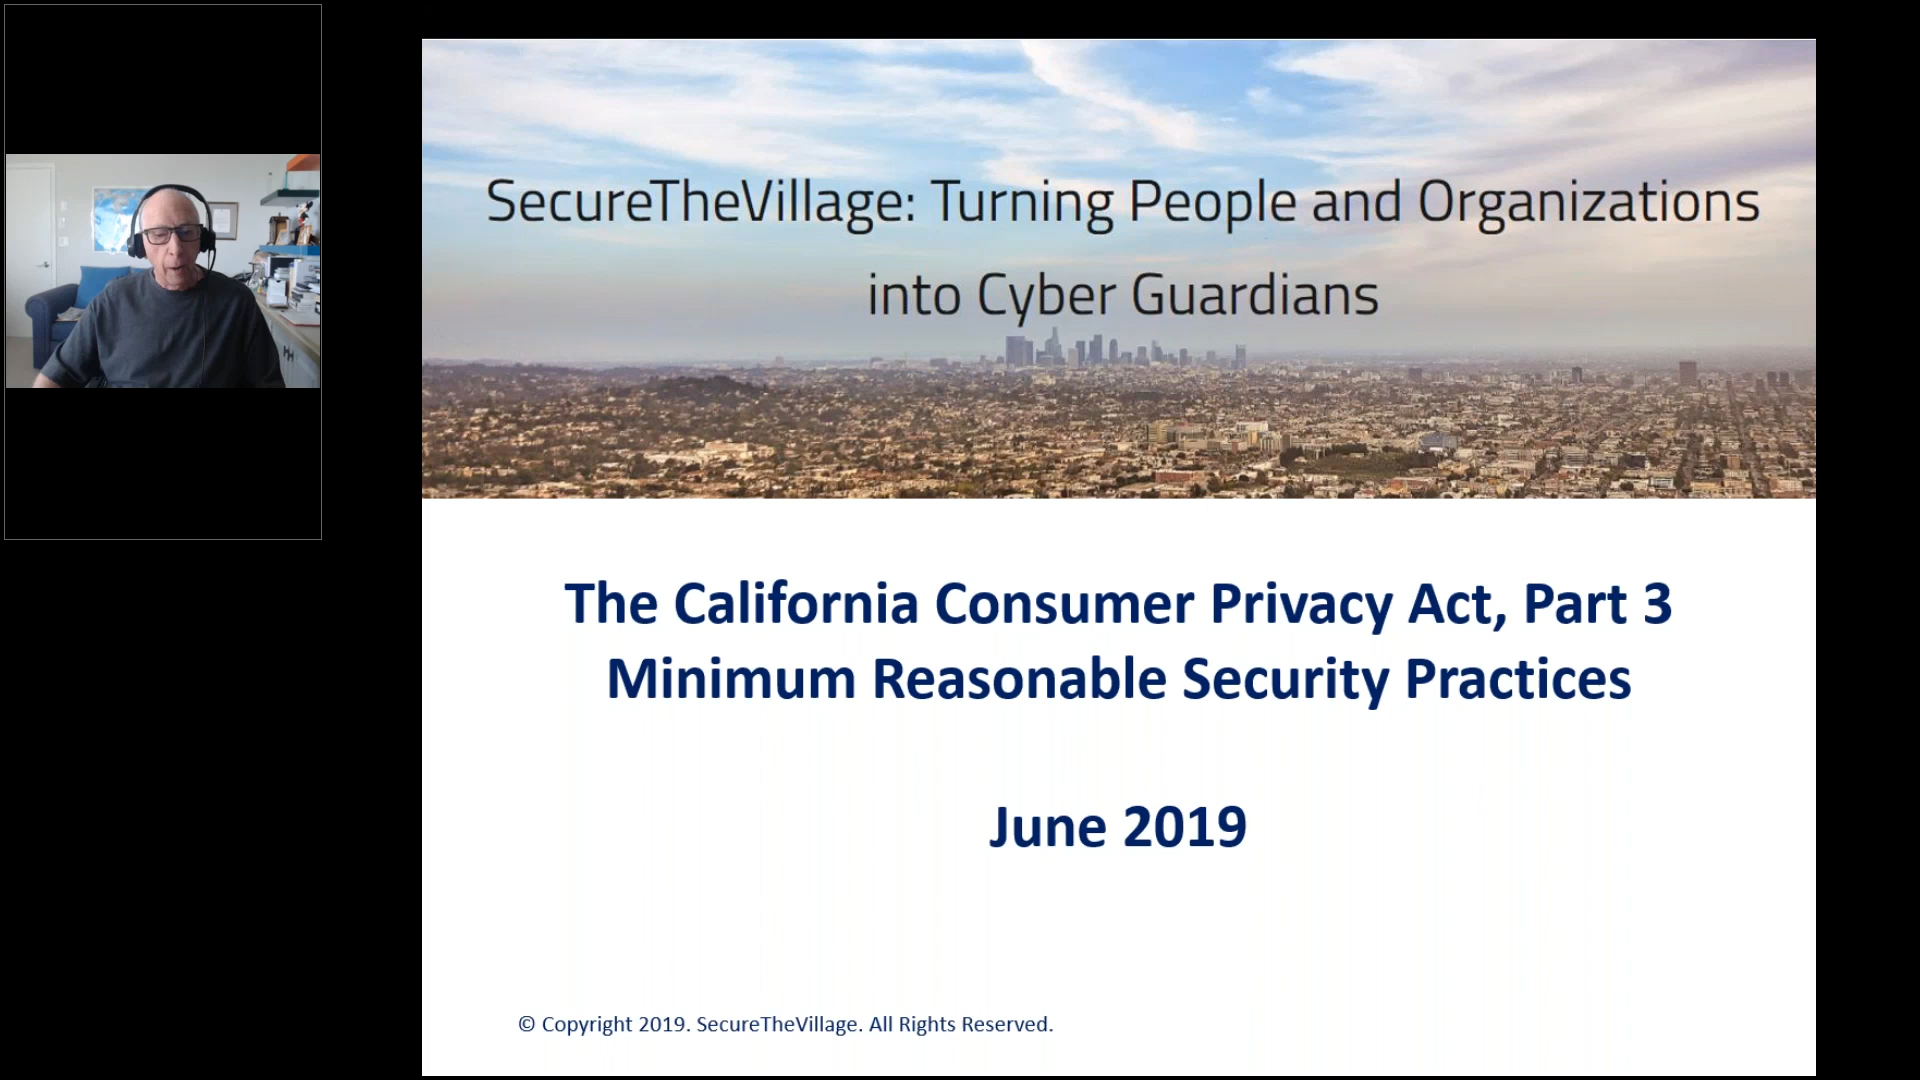 SecureTheVillage: Turning People and Organizations
into Cyber Guardians
The California Consumer Privacy Act, Part 3
Minimum Reasonable Security Practices
June 2019
© Copyright 2019. SecureTheVillage. All Rights Reserved.